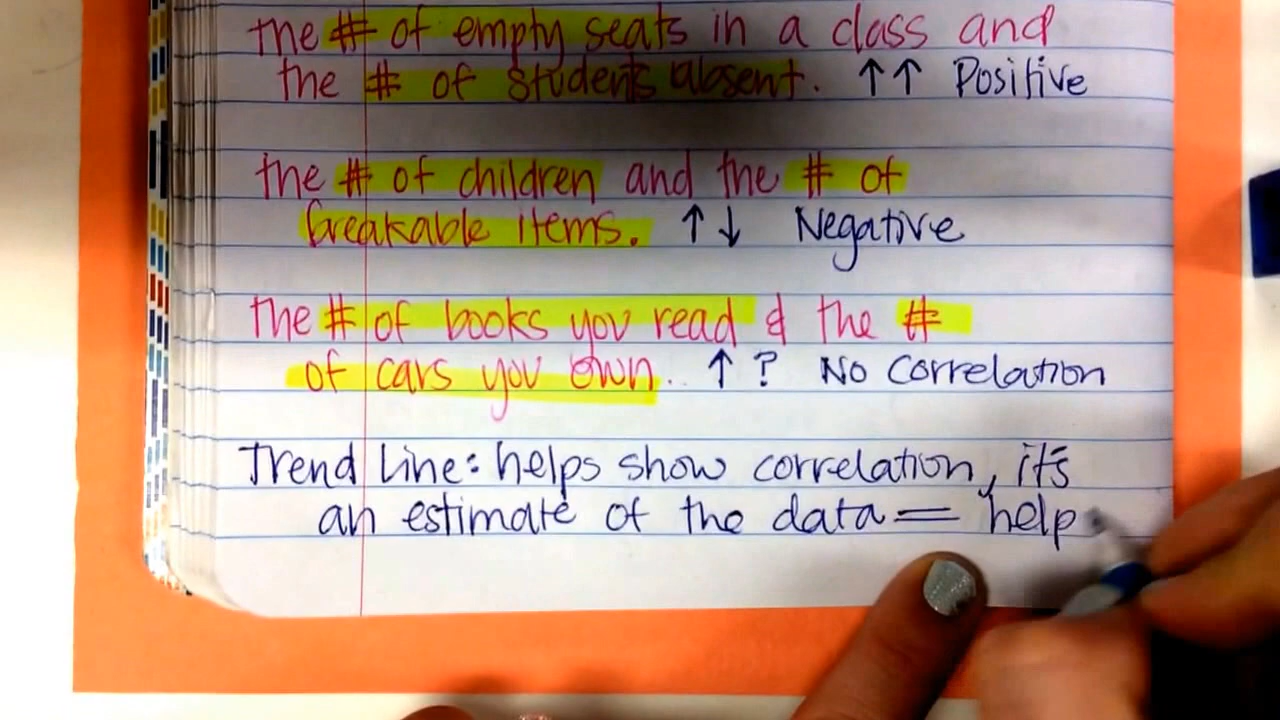 the # of empty seats in a class and
the # of students absent. ↑↑ Positive
the # of children and the # of
breakable items. ↑↓ Negative
the # of books you read & the #
of cars you own. ↑ ? No Correlation
Trend Line: helps show correlation, it's
an estimate of the data = help